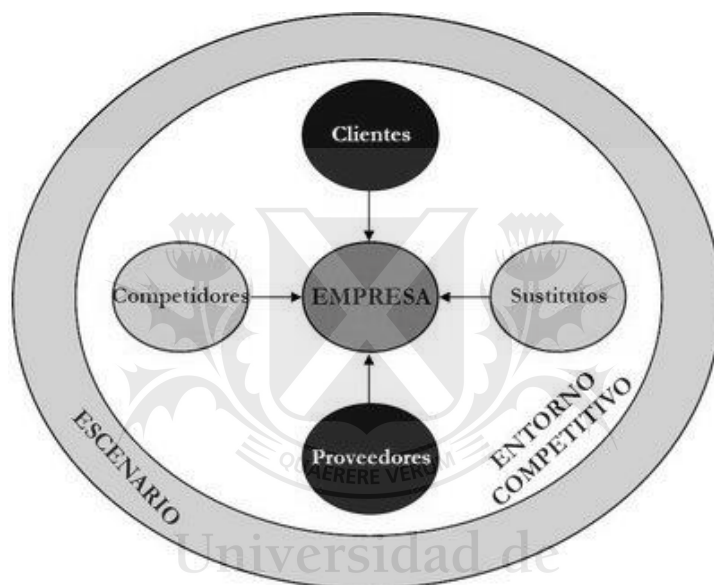 Clientes
Competidores
EMPRESA
Sustitutos
ESCENARIO
ENTORNO
COMPETITIVO
Proveedores
QUAERERE VERUM
Universidad de